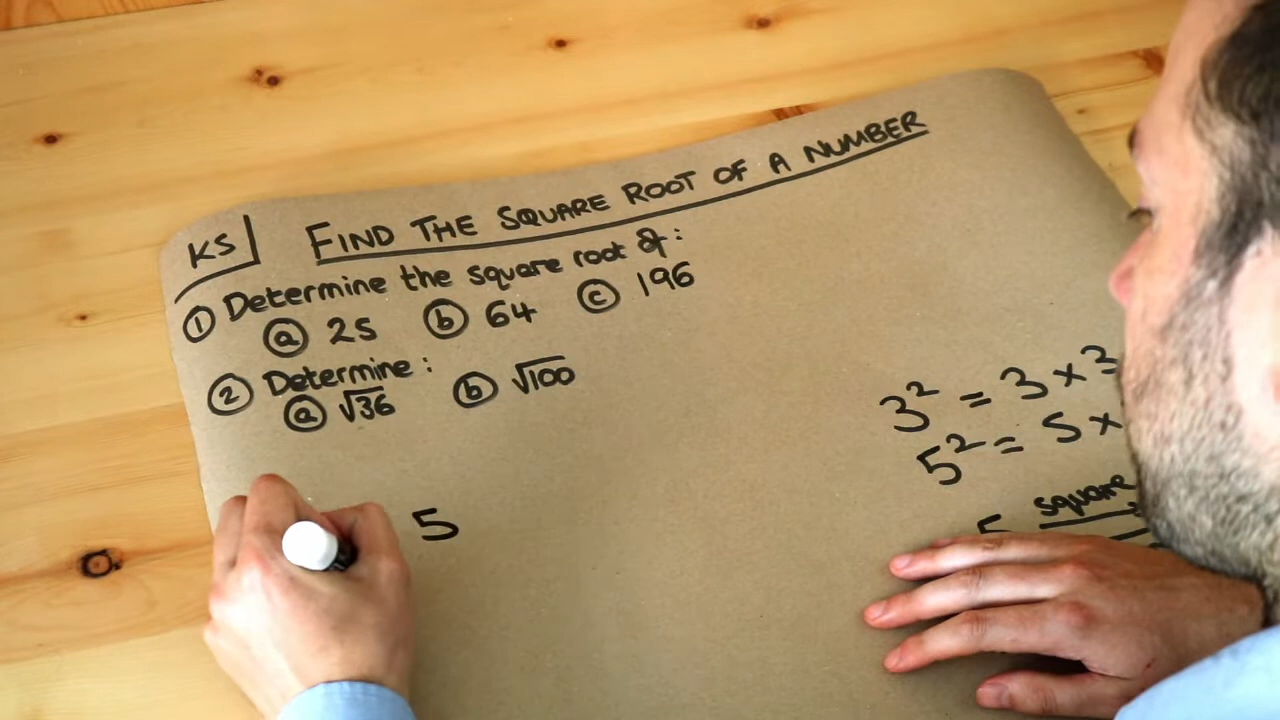 KS
FIND THE SQUARE ROOT OF A NUMBER
① Determine the square root of:
ⓐ 25 ⓑ 64 ⓒ 196
② Determine:
ⓐ √36 ⓑ √100
3² = 3 × 3
5² = 5 ×
square
5
5